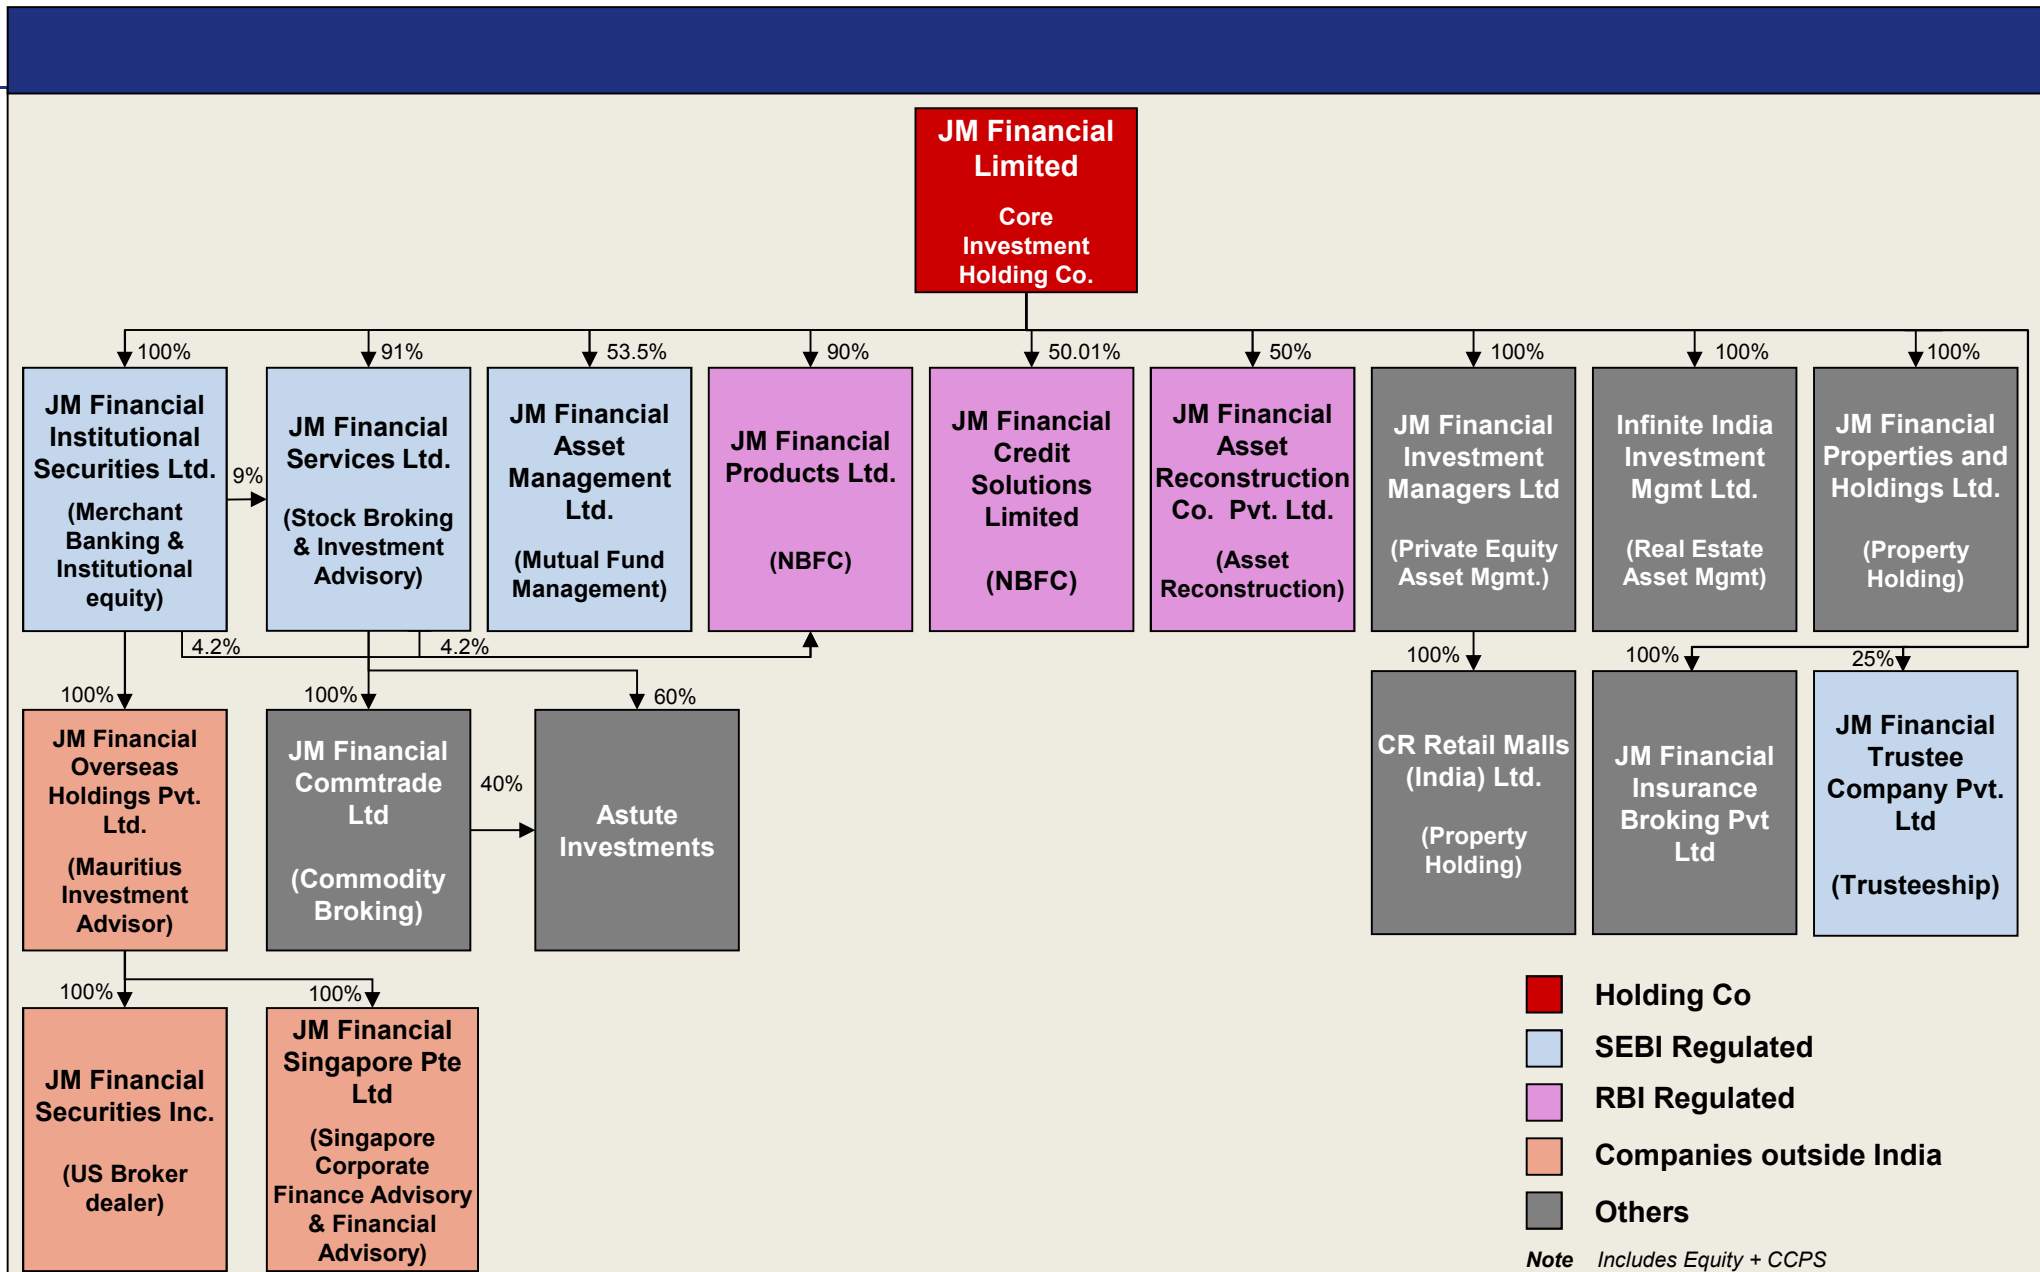 JM Financial
Limited
Core
Investment
Holding Co.
100%
91%
53.5%
90%
50.01%
50%
100%
100%
100%
JM Financial
Institutional
Securities Ltd.
(Merchant
Banking &
Institutional
equity)
9%
JM Financial
Services Ltd.
(Stock Broking
& Investment
Advisory)
JM Financial
Asset
Management
Ltd.
(Mutual Fund
Management)
JM Financial
Products Ltd.
(NBFC)
JM Financial
Credit
Solutions
Limited
(NBFC)
JM Financial
Asset
Reconstruction
Co. Pvt. Ltd.
(Asset
Reconstruction)
JM Financial
Investment
Managers Ltd
(Private Equity
Asset Mgmt.)
Infinite India
Investment
Mgmt Ltd.
(Real Estate
Asset Mgmt)
JM Financial
Properties and
Holdings Ltd.
(Property
Holding)
4.2%
4.2%
100%
100%
25%
100%
100%
60%
JM Financial
Overseas
Holdings Pvt.
Ltd.
(Mauritius
Investment
Advisor)
JM Financial
Commtrade
Ltd
(Commodity
Broking)
40%
Astute
Investments
CR Retail Malls
(India) Ltd.
(Property
Holding)
JM Financial
Insurance
Broking Pvt
Ltd
JM Financial
Trustee
Company Pvt.
Ltd
(Trusteeship)
100%
100%
JM Financial
Securities Inc.
(US Broker
dealer)
JM Financial
Singapore Pte
Ltd
(Singapore
Corporate
Finance Advisory
& Financial
Advisory)
Holding Co
SEBI Regulated
RBI Regulated
Companies outside India
Others
Note Includes Equity + CCPS